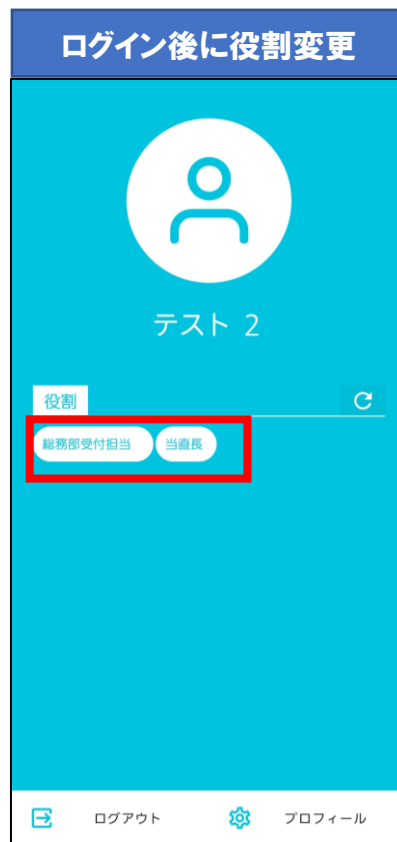 ログイン後に役割変更
テスト 2
役割
総務部受付担当 当直長
ログアウト プロフィール